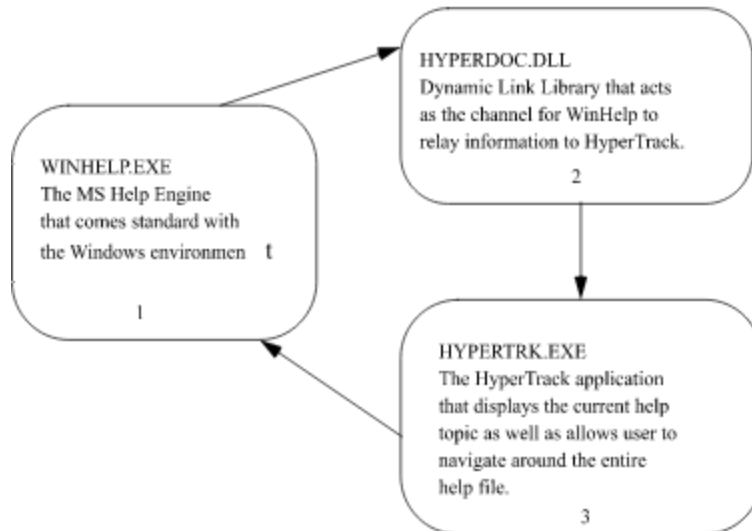 WINHELP.EXE
The MS Help Engine
that comes standard with
the Windows environmen t
1
HYPERDOC.DLL
Dynamic Link Library that acts
as the channel for WinHelp to
relay information to HyperTrack.
2
HYPERTRK.EXE
The HyperTrack application
that displays the current help
topic as well as allows user to
navigate around the entire
help file.
3